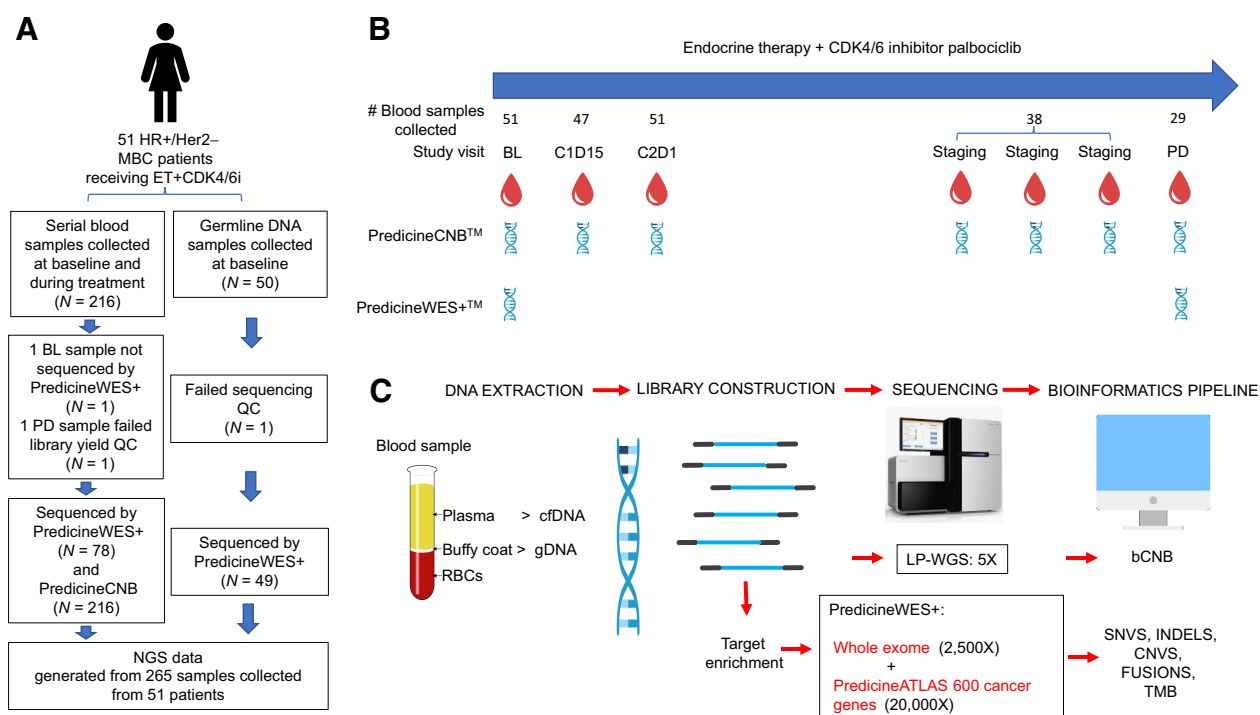 A
51 HR+/Her2–
MBC patients
receiving ET+CDK4/6i
Serial blood
samples collected
at baseline and
during treatment
(N = 216)
Germline DNA
samples collected
at baseline
(N = 50)
1 BL sample not
sequenced by
PredicineWES+
(N = 1)
1 PD sample failed
library yield QC
(N = 1)
Failed sequencing
QC
(N = 1)
Sequenced by
PredicineWES+
(N = 78)
and
PredicineCNB
(N = 216)
Sequenced by
PredicineWES+
(N = 49)
NGS data
generated from 265 samples collected
from 51 patients
B
Endocrine therapy + CDK4/6 inhibitor palbociclib
# Blood samples
collected
51 47 51 38 29
Study visit BL C1D15 C2D1 Staging Staging Staging PD
PredicineCNB™
PredicineWES+™
C
DNA EXTRACTION LIBRARY CONSTRUCTION SEQUENCING BIOINFORMATICS PIPELINE
Blood sample
Plasma > cfDNA
Buffy coat > gDNA
RBCs
LP-WGS: 5X
bCNB
Target
enrichment
PredicineWES+:
Whole exome (2,500X)
+
PredicineATLAS 600 cancer
genes (20,000X)
SNVS, INDELS,
CNVS,
FUSIONS,
TMB